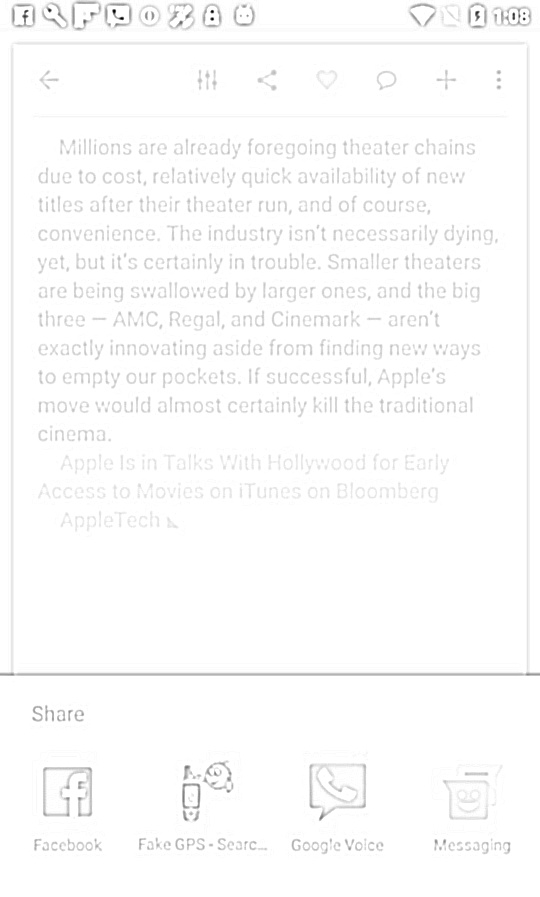 1:08
Millions are already foregoing theater chains
due to cost, relatively quick availability of new
titles after their theater run, and of course,
convenience. The industry isn't necessarily dying,
yet, but it's certainly in trouble. Smaller theaters
are being swallowed by larger ones, and the big
three — AMC, Regal, and Cinemark — aren't
exactly innovating aside from finding new ways
to empty our pockets. If successful, Apple's
move would almost certainly kill the traditional
cinema.
Apple Is in Talks With Hollywood for Early
Access to Movies on iTunes on Bloomberg
AppleTech
Share
Facebook
Fake GPS - Searc...
Google Voice
Messaging